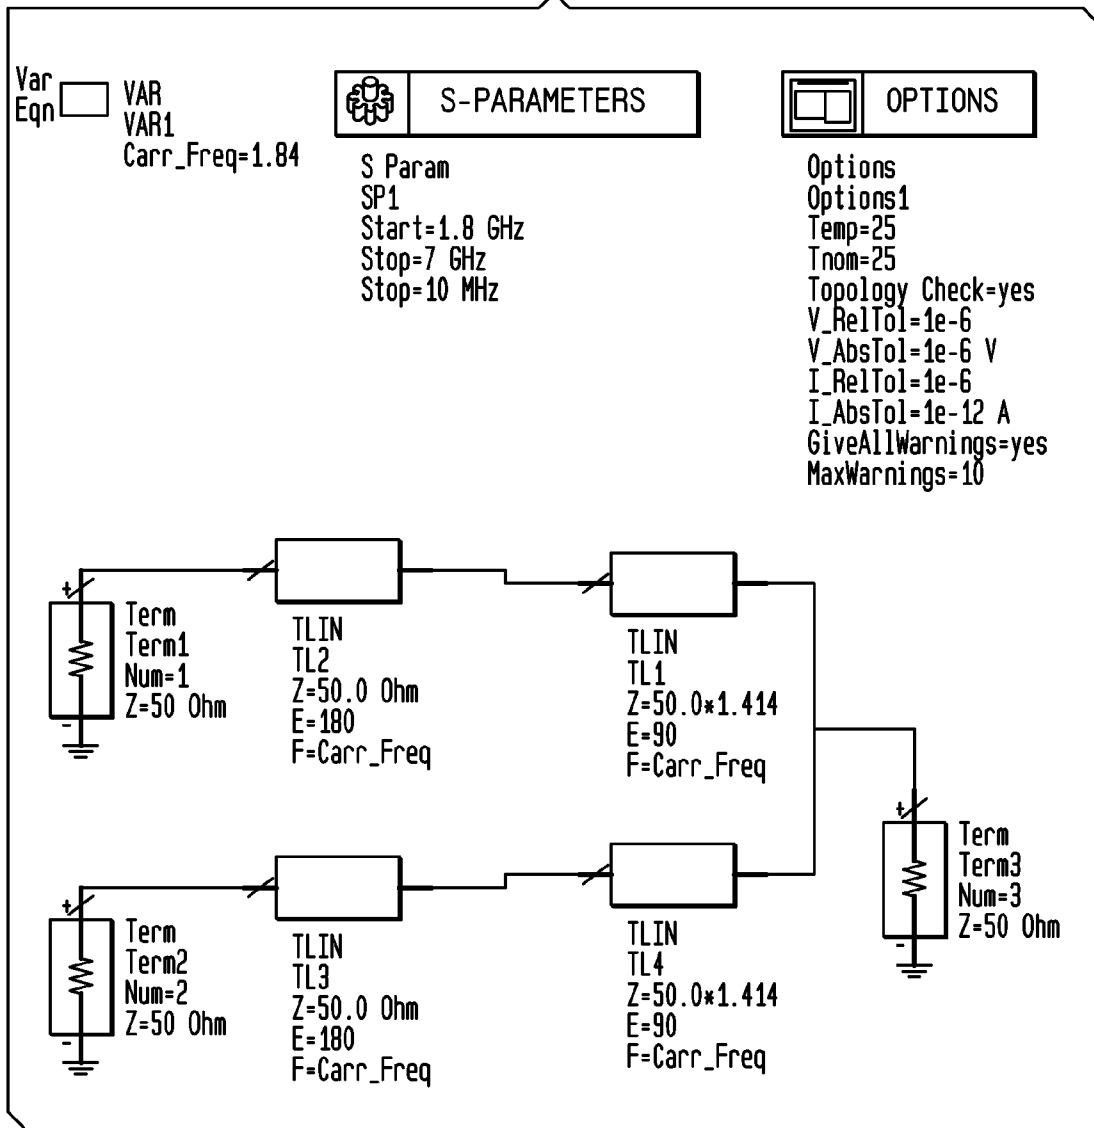 Var
Eqn
VAR
VAR1
Carr_Freq=1.84
S-PARAMETERS
S Param
SP1
Start=1.8 GHz
Stop=7 GHz
Stop=10 MHz
OPTIONS
Options
Options1
Temp=25
Tnom=25
Topology Check=yes
V_RelTol=1e-6
V_AbsTol=1e-6 V
I_RelTol=1e-6
I_AbsTol=1e-12 A
GiveAllWarnings=yes
MaxWarnings=10
+
Term
Term1
Num=1
Z=50 Ohm
-
TLIN
TL2
Z=50.0 Ohm
E=180
F=Carr_Freq
TLIN
TL1
Z=50.0*1.414
E=90
F=Carr_Freq
+
Term
Term3
Num=3
Z=50 Ohm
-
+
Term
Term2
Num=2
Z=50 Ohm
-
TLIN
TL3
Z=50.0 Ohm
E=180
F=Carr_Freq
TLIN
TL4
Z=50.0*1.414
E=90
F=Carr_Freq